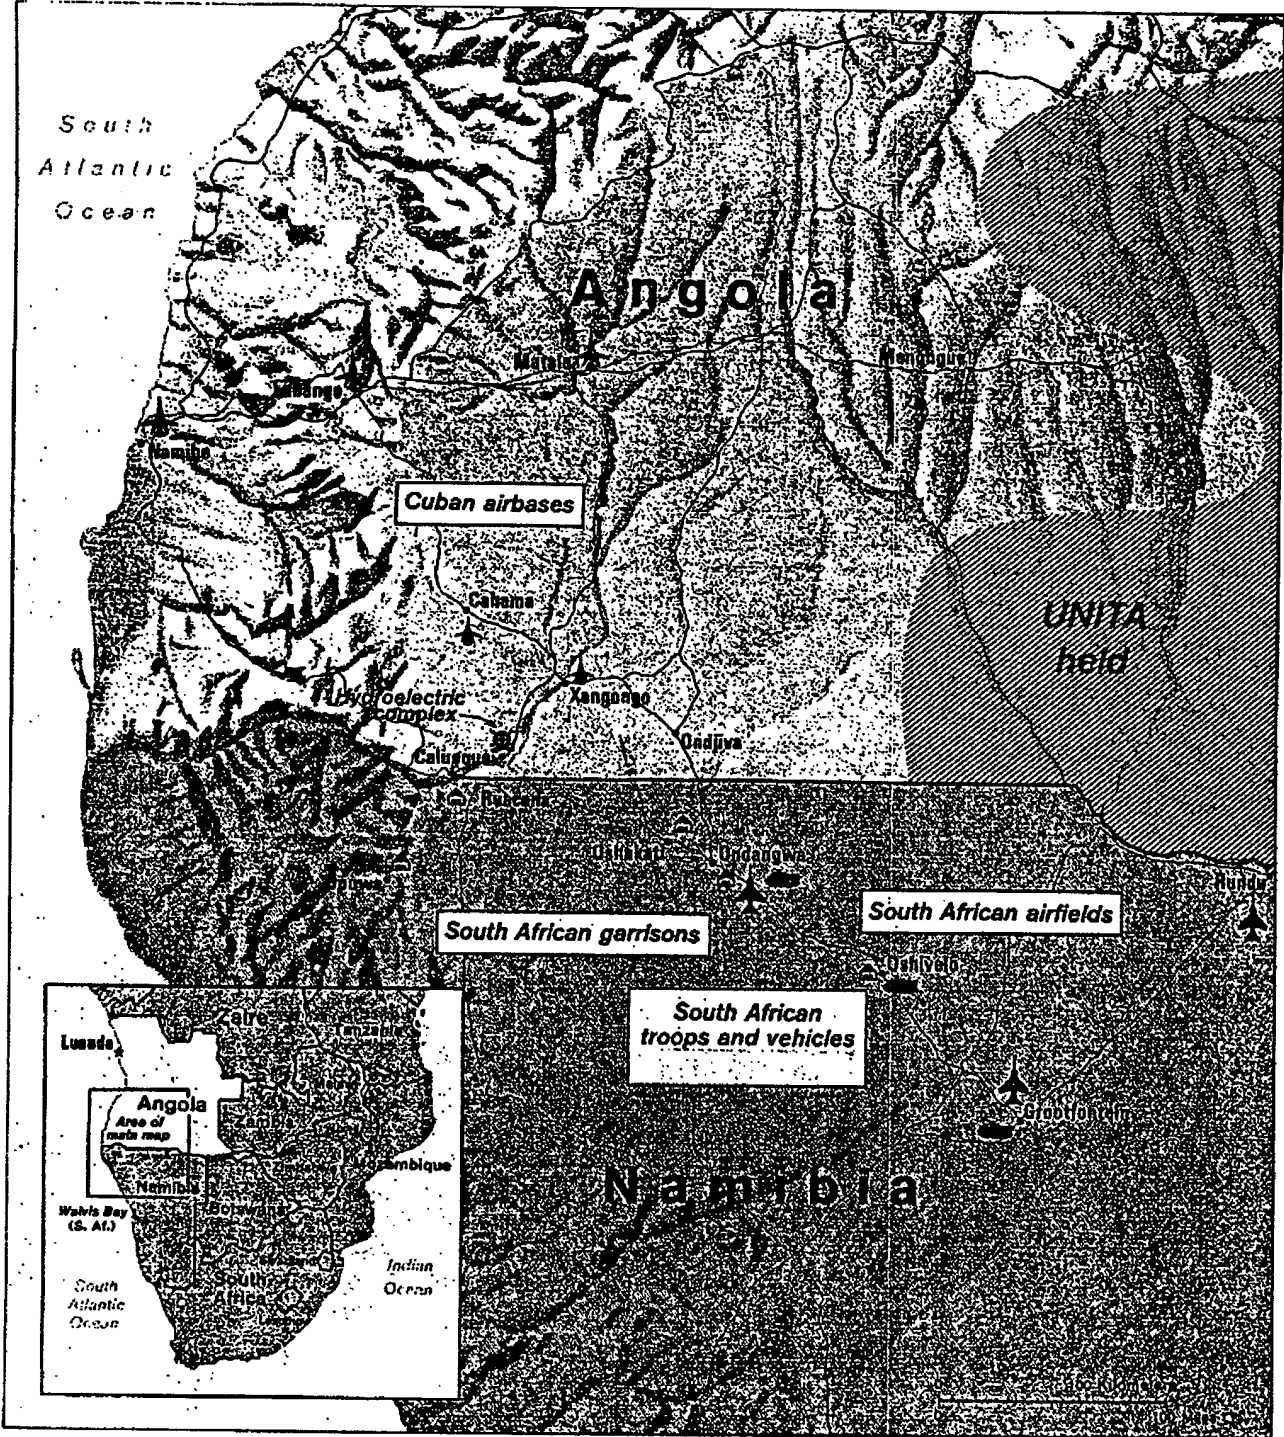 South
Atlantic
Ocean
Angola
Matala
Menongue
Lubango
Namibe
Cuban airbases
Cahama
UNITA
held
Xangongo
Hydroelectric
complex
Ondjiva
Calueque
Ruacana
Oshakati
Ondangwa
Rundu
South African airfields
South African garrisons
Oshivelo
South African
troops and vehicles
Grootfontein
Namibia
Zaire
Tanzania
Luanda
Angola
Area of
main map
Zambia
Mozambique
Namibia
Botswana
Walvis Bay
(S. Af.)
South
Africa
Indian
Ocean
South
Atlantic
Ocean